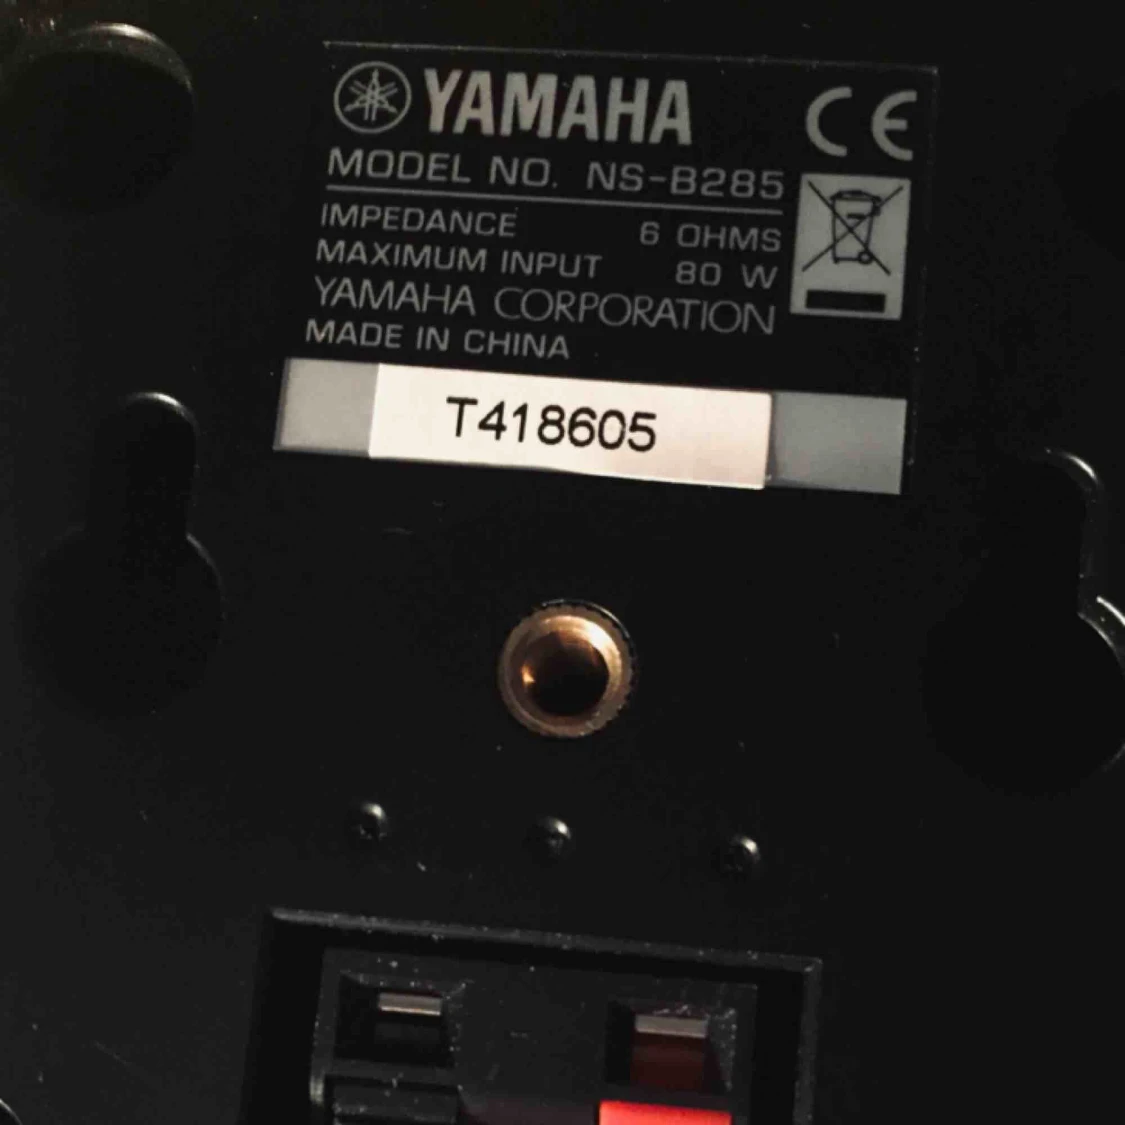 YAMAHA CE
MODEL NO. NS-B285
IMPEDANCE 6 OHMS
MAXIMUM INPUT 80 W
YAMAHA CORPORATION
MADE IN CHINA
T418605